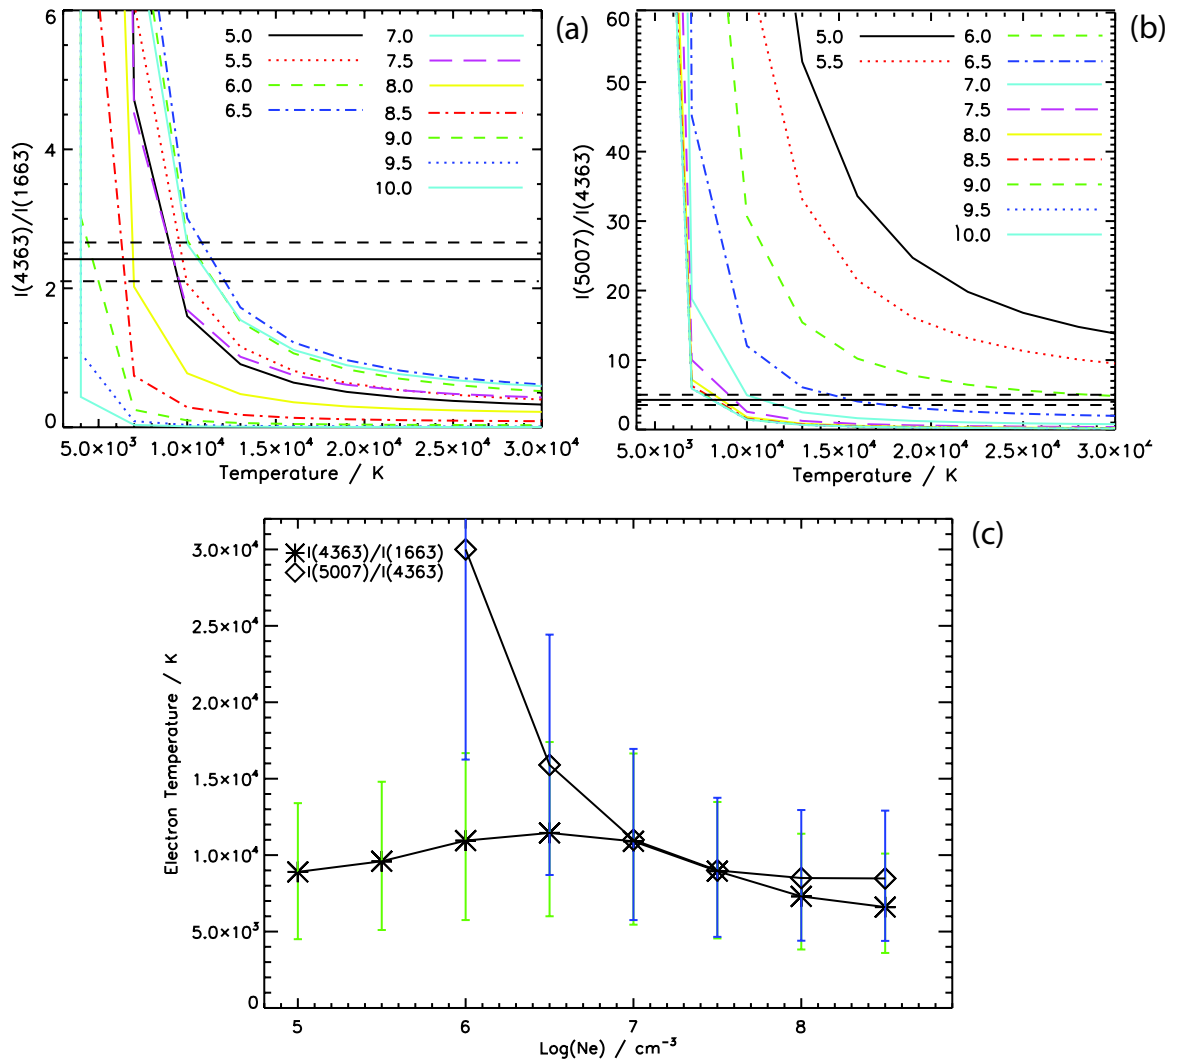 (a)
5.0
5.5
6.0
6.5
7.0
7.5
8.0
8.5
9.0
9.5
10.0
6
4
2
0
I(4363)/I(1663)
5.0×10³ 1.0×10⁴ 1.5×10⁴ 2.0×10⁴ 2.5×10⁴ 3.0×10⁴
Temperature / K
(b)
5.0
5.5
6.0
6.5
7.0
7.5
8.0
8.5
9.0
9.5
10.0
60
50
40
30
20
10
0
I(5007)/I(4363)
5.0×10³ 1.0×10⁴ 1.5×10⁴ 2.0×10⁴ 2.5×10⁴ 3.0×10⁴
Temperature / K
(c)
I(4363)/I(1663)
I(5007)/I(4363)
3.0×10⁴
2.5×10⁴
2.0×10⁴
1.5×10⁴
1.0×10⁴
5.0×10³
0
Electron Temperature / K
5 6 7 8
Log(Ne) / cm⁻³